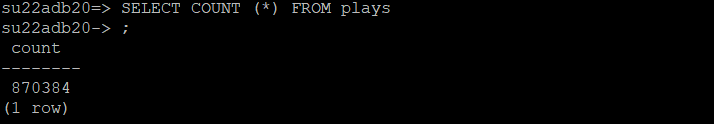 su22adb20=> SELECT COUNT (*) FROM plays
su22adb20-> ;
 count
--------
 870384
(1 row)